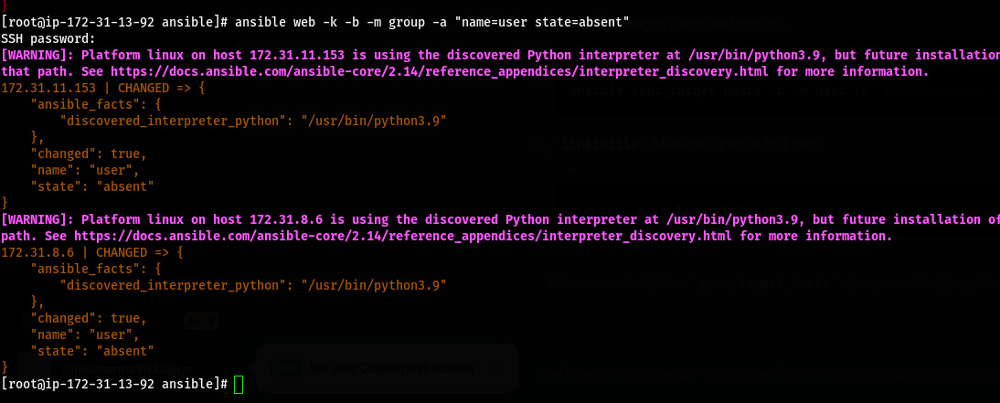 }
[root@ip-172-31-13-92 ansible]# ansible web -k -b -m group -a "name=user state=absent"
SSH password:
[WARNING]: Platform linux on host 172.31.11.153 is using the discovered Python interpreter at /usr/bin/python3.9, but future installation
that path. See https://docs.ansible.com/ansible-core/2.14/reference_appendices/interpreter_discovery.html for more information.
172.31.11.153 | CHANGED => {
    "ansible_facts": {
        "discovered_interpreter_python": "/usr/bin/python3.9"
    },
    "changed": true,
    "name": "user",
    "state": "absent"
}
[WARNING]: Platform linux on host 172.31.8.6 is using the discovered Python interpreter at /usr/bin/python3.9, but future installation of
path. See https://docs.ansible.com/ansible-core/2.14/reference_appendices/interpreter_discovery.html for more information.
172.31.8.6 | CHANGED => {
    "ansible_facts": {
        "discovered_interpreter_python": "/usr/bin/python3.9"
    },
    "changed": true,
    "name": "user",
    "state": "absent"
}
NEW
Set your Custom instructions
[root@ip-172-31-13-92 ansible]#